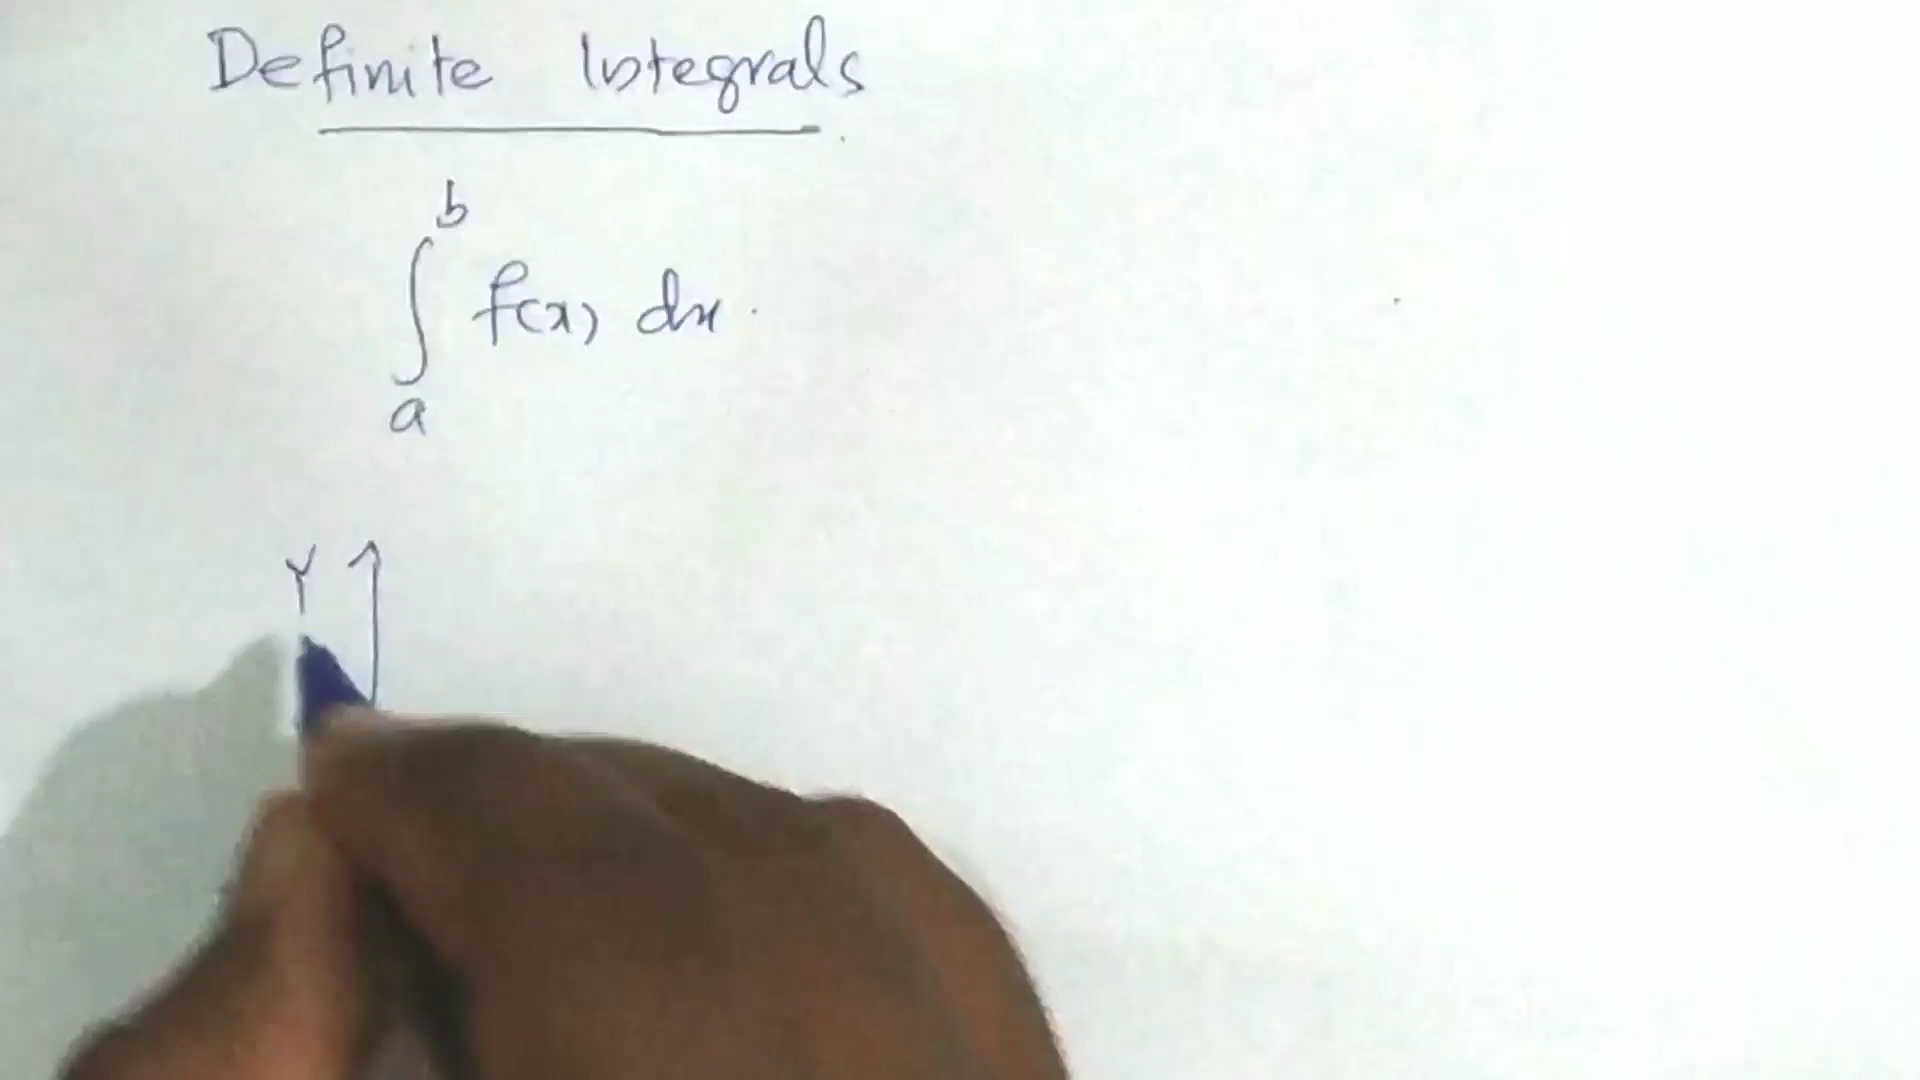 Definite Integrals
b
∫ f(x) dx.
a
Y